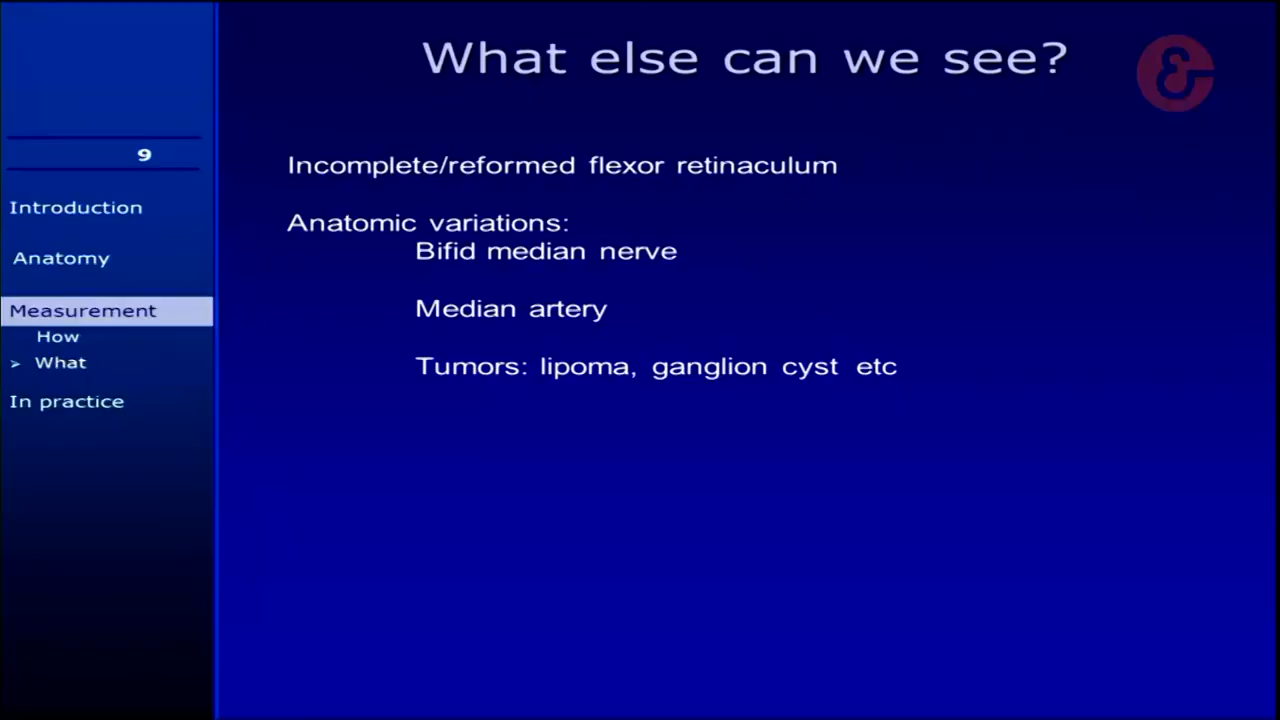 What else can we see?
9
Introduction
Anatomy
Measurement
How
> What
In practice
Incomplete/reformed flexor retinaculum
Anatomic variations:
Bifid median nerve
Median artery
Tumors: lipoma, ganglion cyst etc